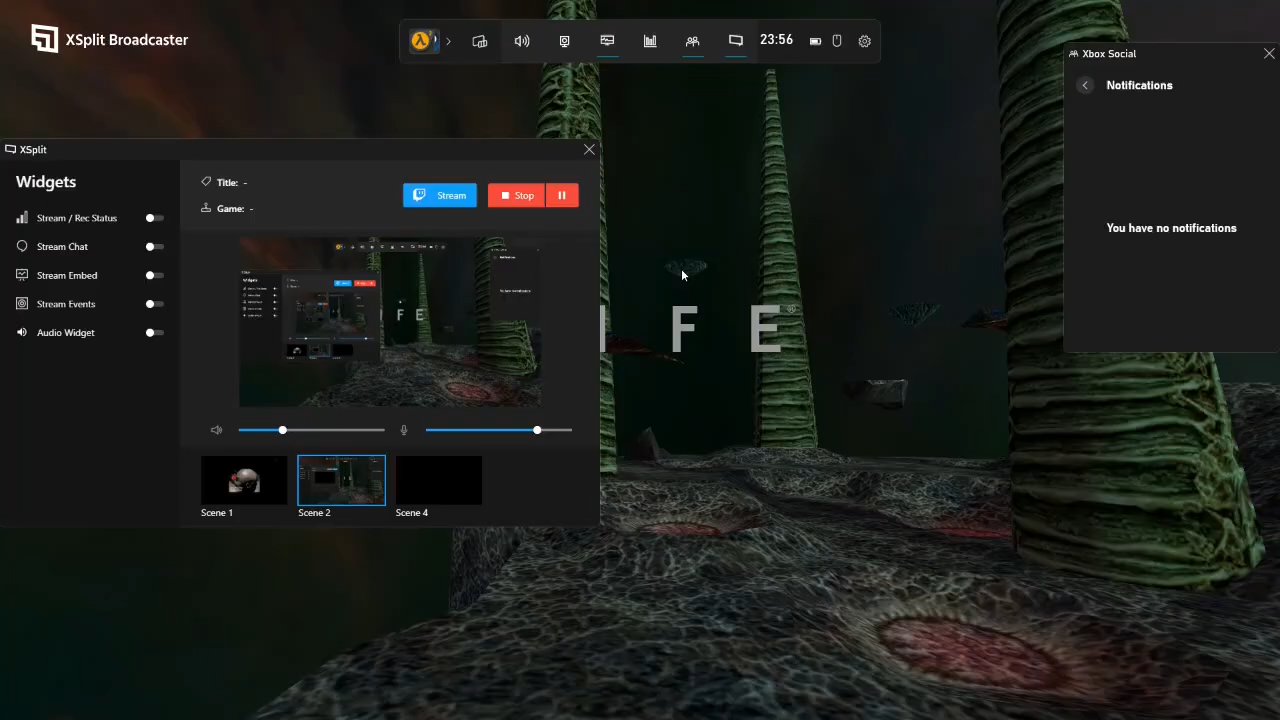 XSplit Broadcaster
23:56
Xbox Social
Notifications
You have no notifications
XSplit
Widgets
Stream / Rec Status
Stream Chat
Stream Embed
Stream Events
Audio Widget
Title: -
Game: -
Stream
Stop
Scene 1
Scene 2
Scene 4
I F E